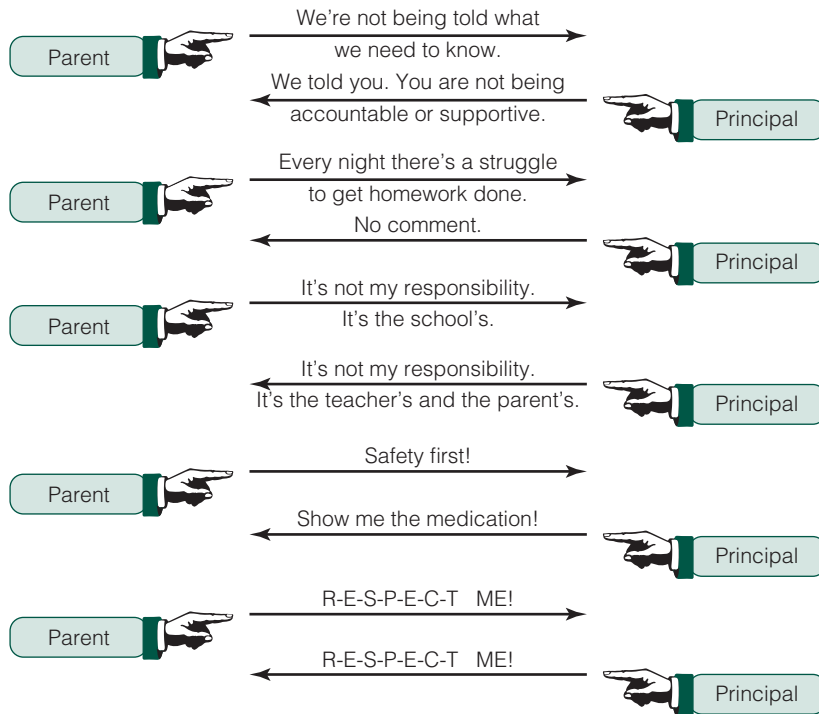 We're not being told what
we need to know.
Parent
We told you. You are not being
accountable or supportive.
Principal
Every night there's a struggle
to get homework done.
Parent
No comment.
Principal
It's not my responsibility.
It's the school's.
Parent
It's not my responsibility.
It's the teacher's and the parent's.
Principal
Safety first!
Parent
Show me the medication!
Principal
R-E-S-P-E-C-T ME!
Parent
R-E-S-P-E-C-T ME!
Principal